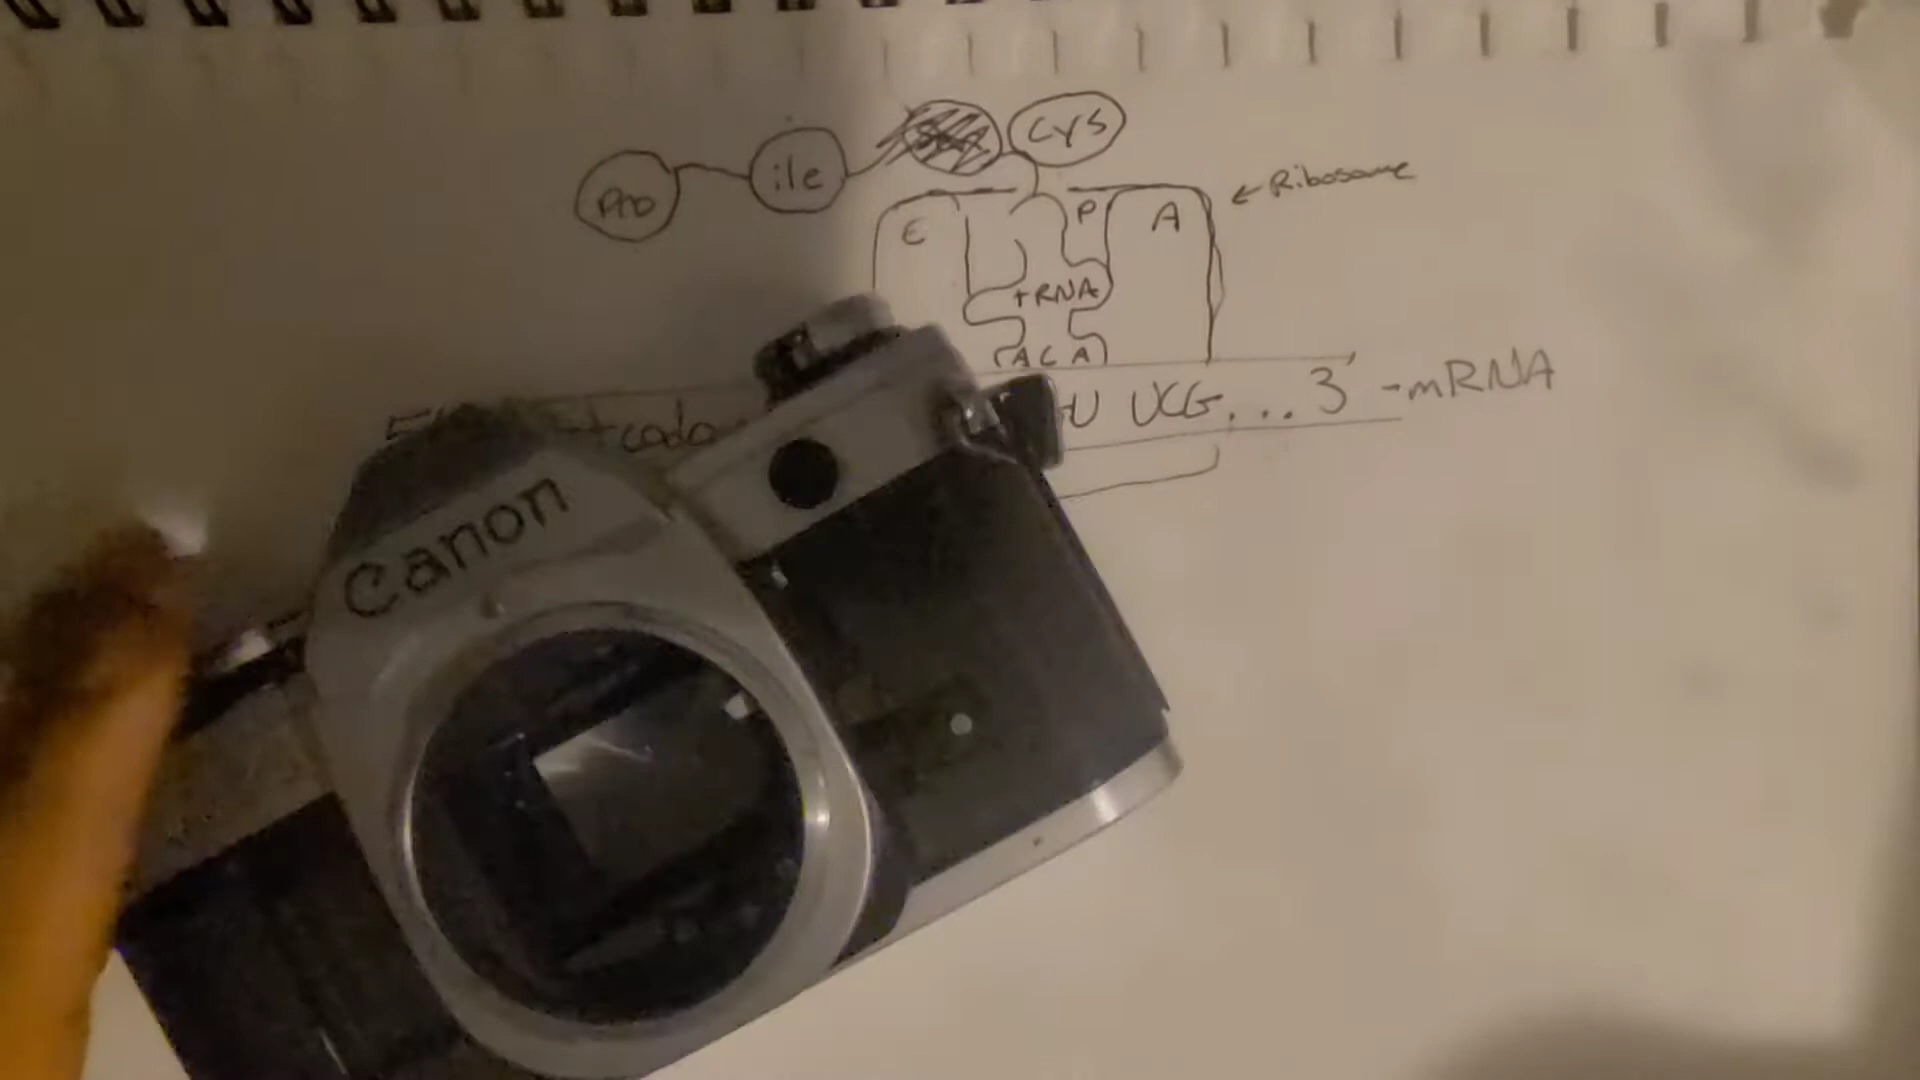 Pro ile Cys
E P A ← Ribosome
tRNA
ACA
U UCG...3' -mRNA
Canon